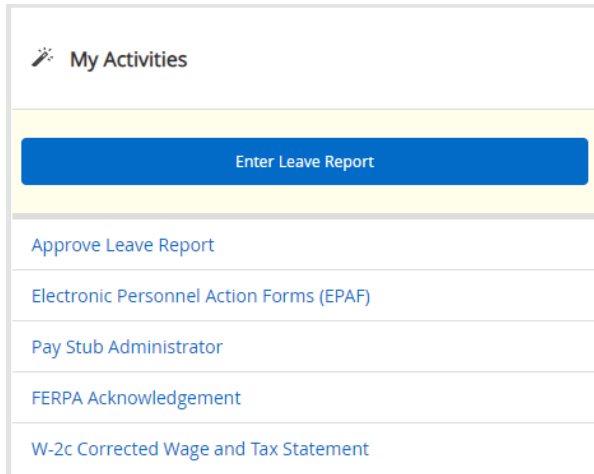 My Activities
Enter Leave Report
Approve Leave Report
Electronic Personnel Action Forms (EPAF)
Pay Stub Administrator
FERPA Acknowledgement
W-2c Corrected Wage and Tax Statement